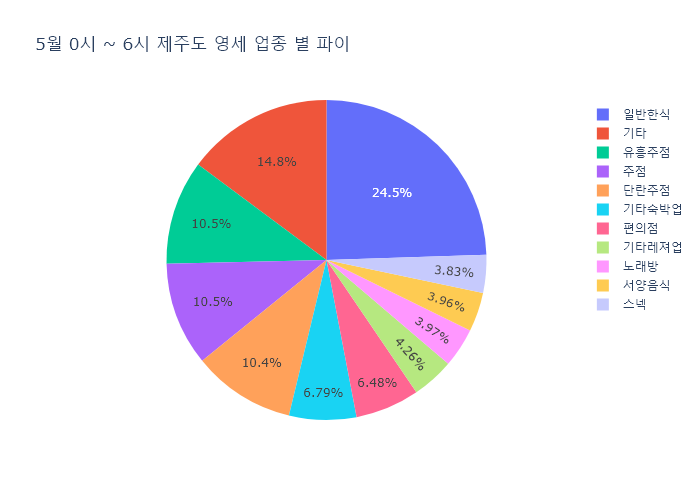 5월 0시 ~ 6시 제주도 영세 업종 별 파이
일반한식
기타
유흥주점
주점
단란주점
기타숙박업
편의점
기타레져업
노래방
서양음식
스넥
24.5%
14.8%
10.5%
10.5%
10.4%
6.79%
6.48%
4.26%
3.97%
3.96%
3.83%